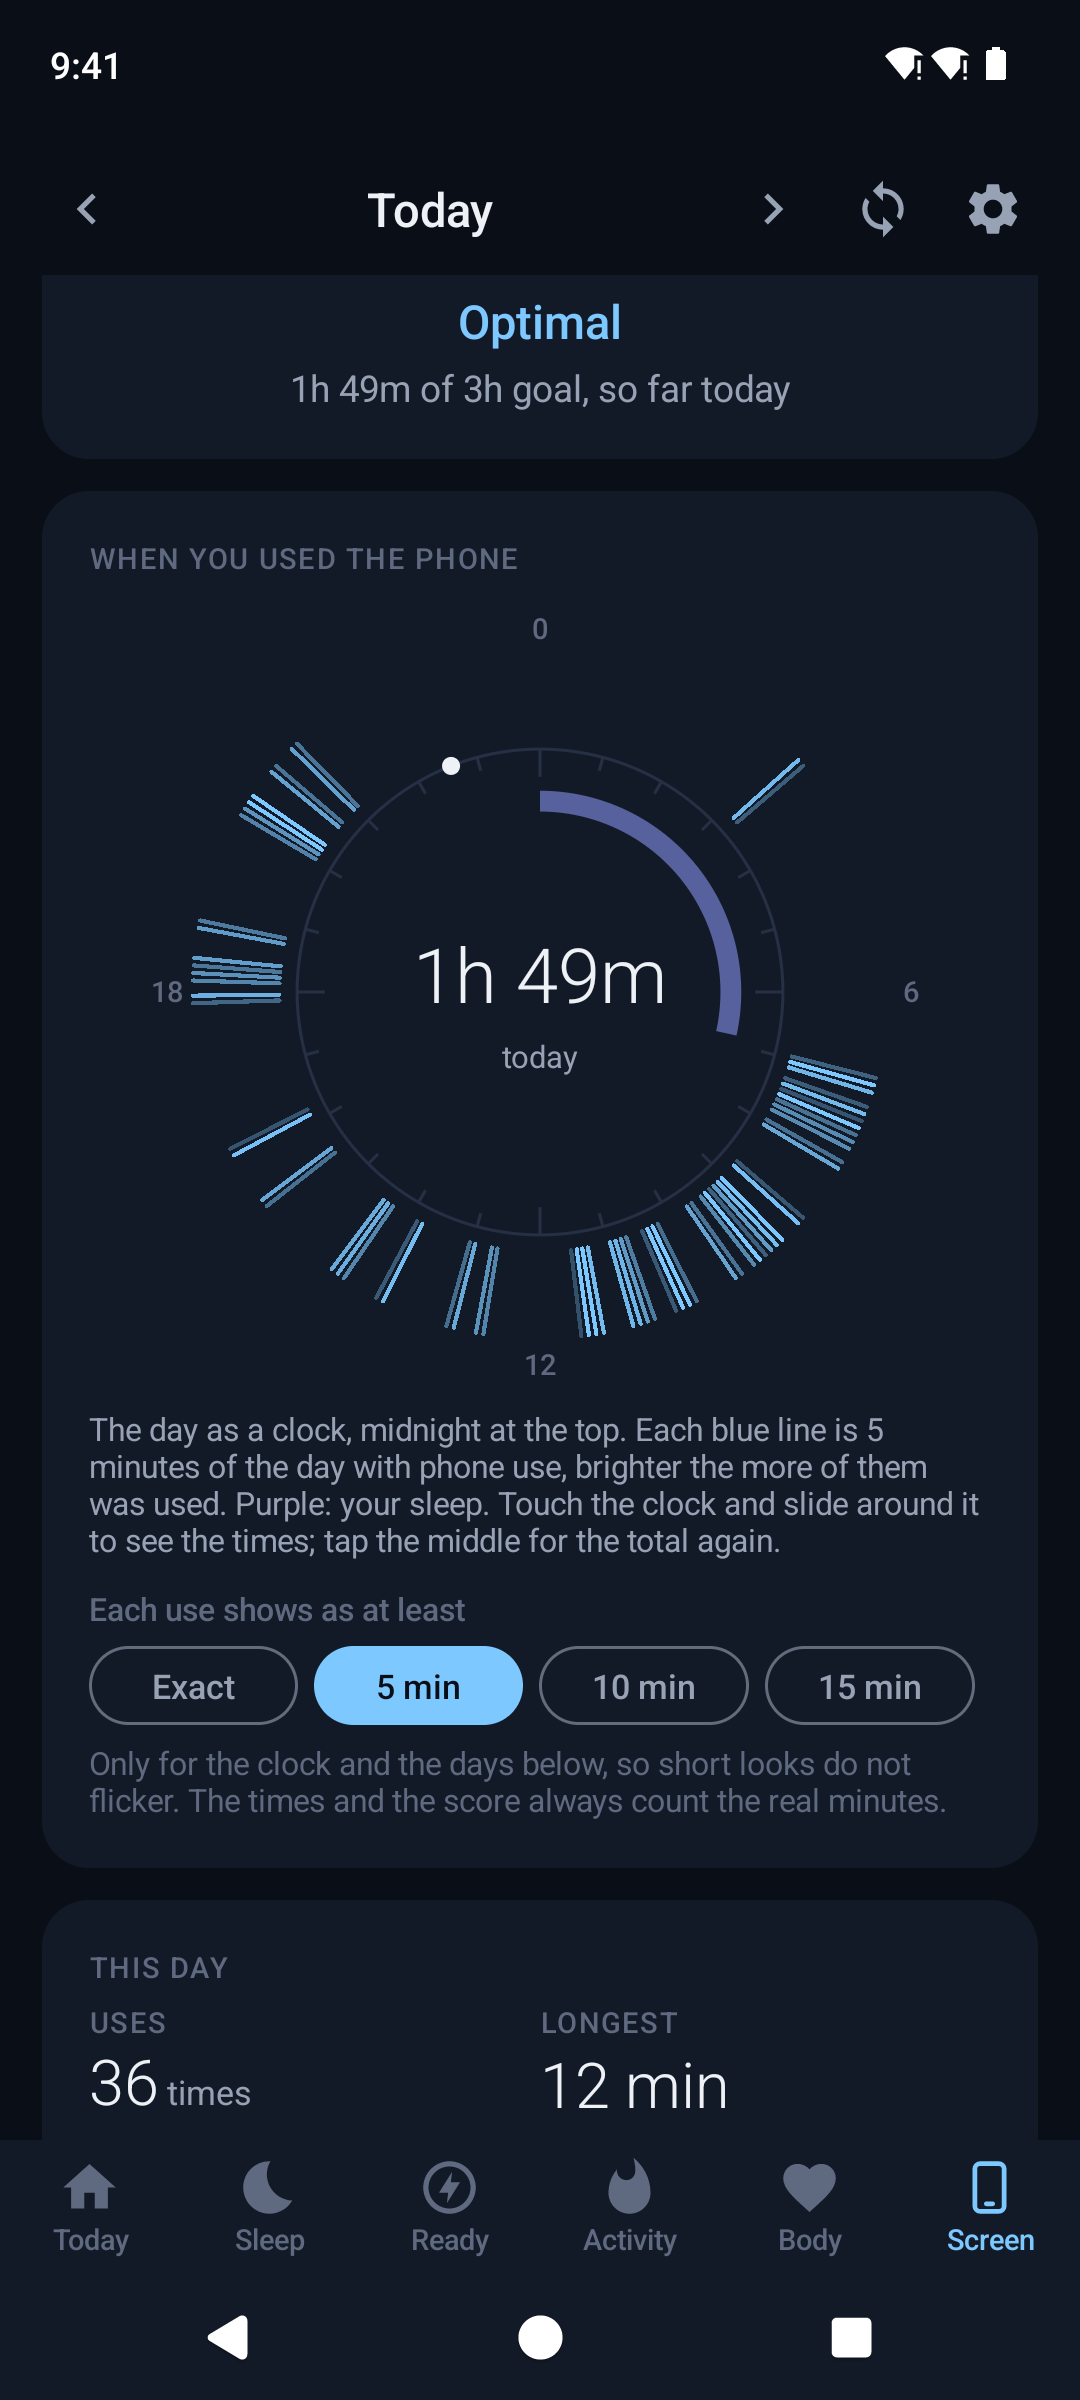 9:41
Today
Optimal
1h 49m of 3h goal, so far today
WHEN YOU USED THE PHONE
0
18
6
1h 49m
today
12
The day as a clock, midnight at the top. Each blue line is 5
minutes of the day with phone use, brighter the more of them
was used. Purple: your sleep. Touch the clock and slide around it
to see the times; tap the middle for the total again.
Each use shows as at least
Exact
5 min
10 min
15 min
Only for the clock and the days below, so short looks do not
flicker. The times and the score always count the real minutes.
THIS DAY
USES
36 times
LONGEST
12 min
Today
Sleep
Ready
Activity
Body
Screen